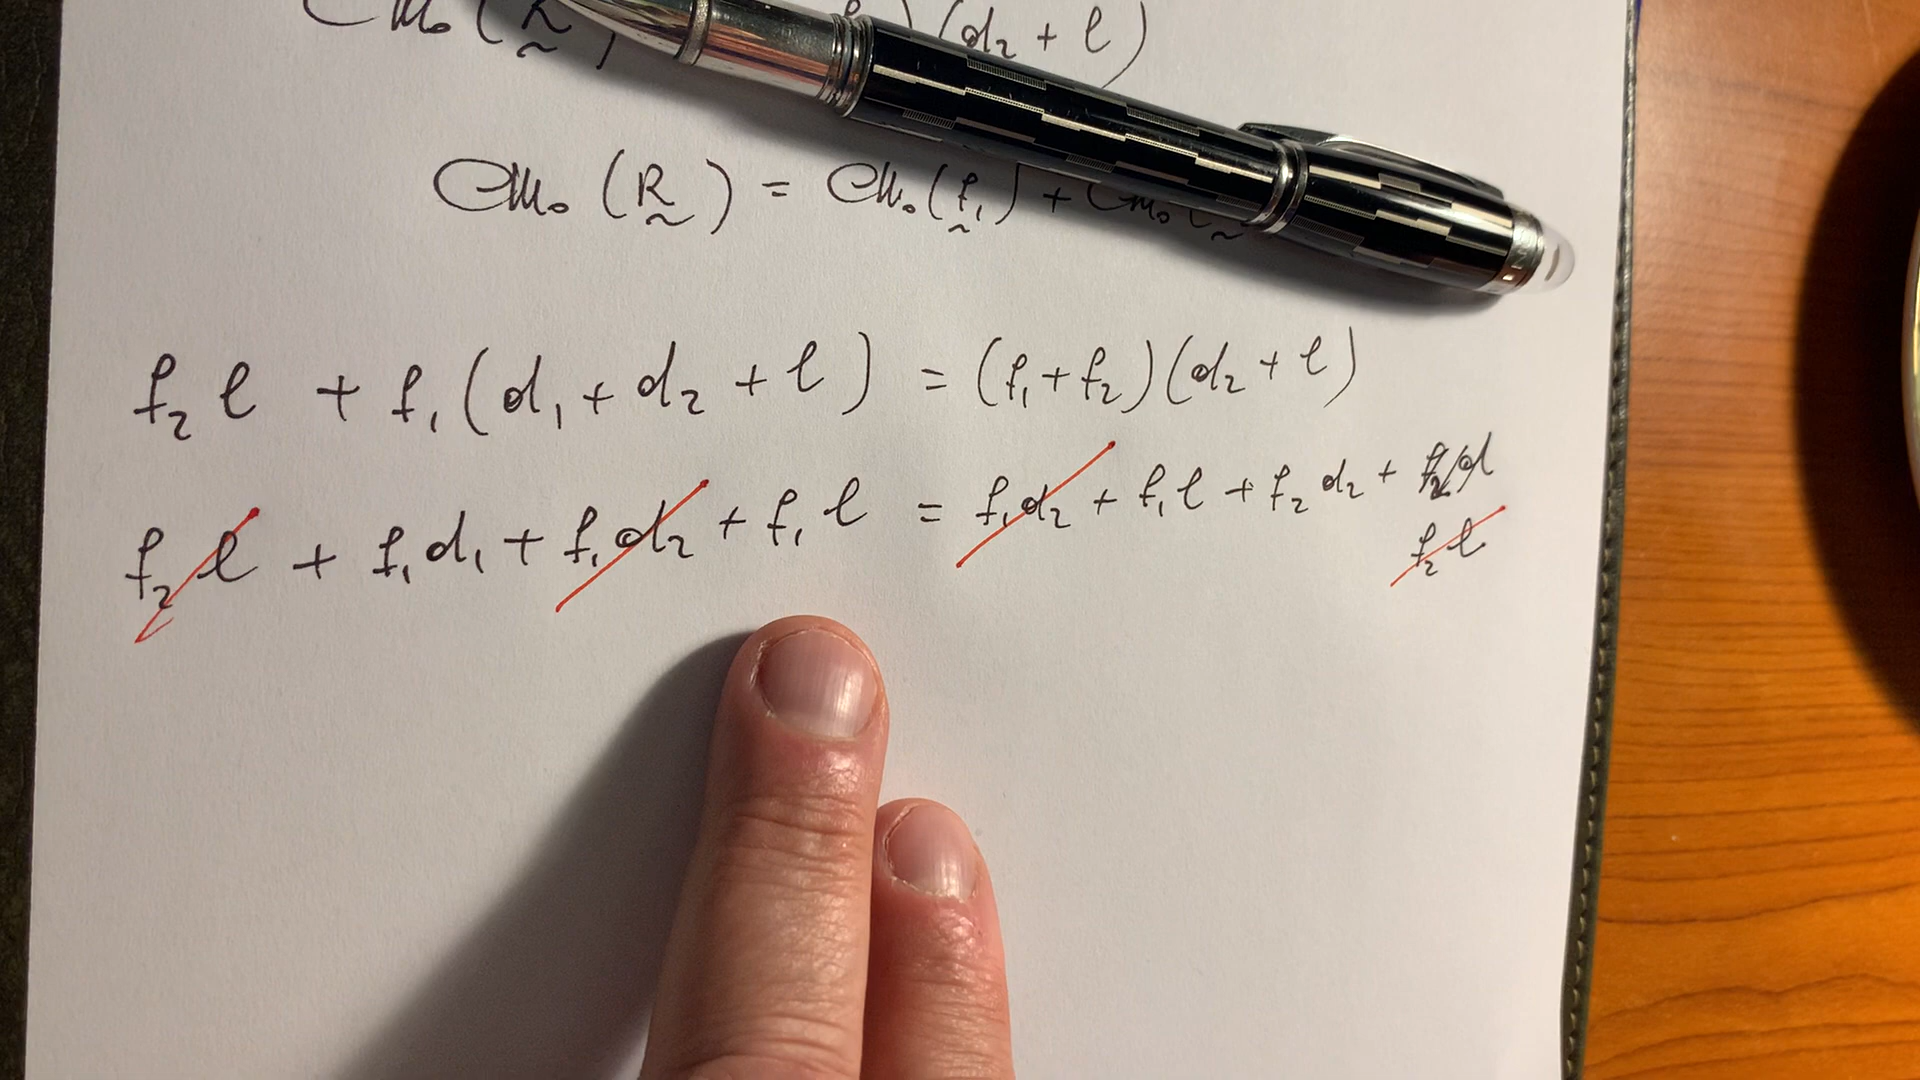 (R) (d₂ + l)
𝓜₀ (R) = 𝓜₀ (f₁) + 𝓜₀ (
f₂ l + f₁ (d₁ + d₂ + l) = (f₁ + f₂)(d₂ + l)
f₂ l + f₁ d₁ + f₁ d₂ + f₁ l = f₁ d₂ + f₁ l + f₂ d₂ +
f₂ l